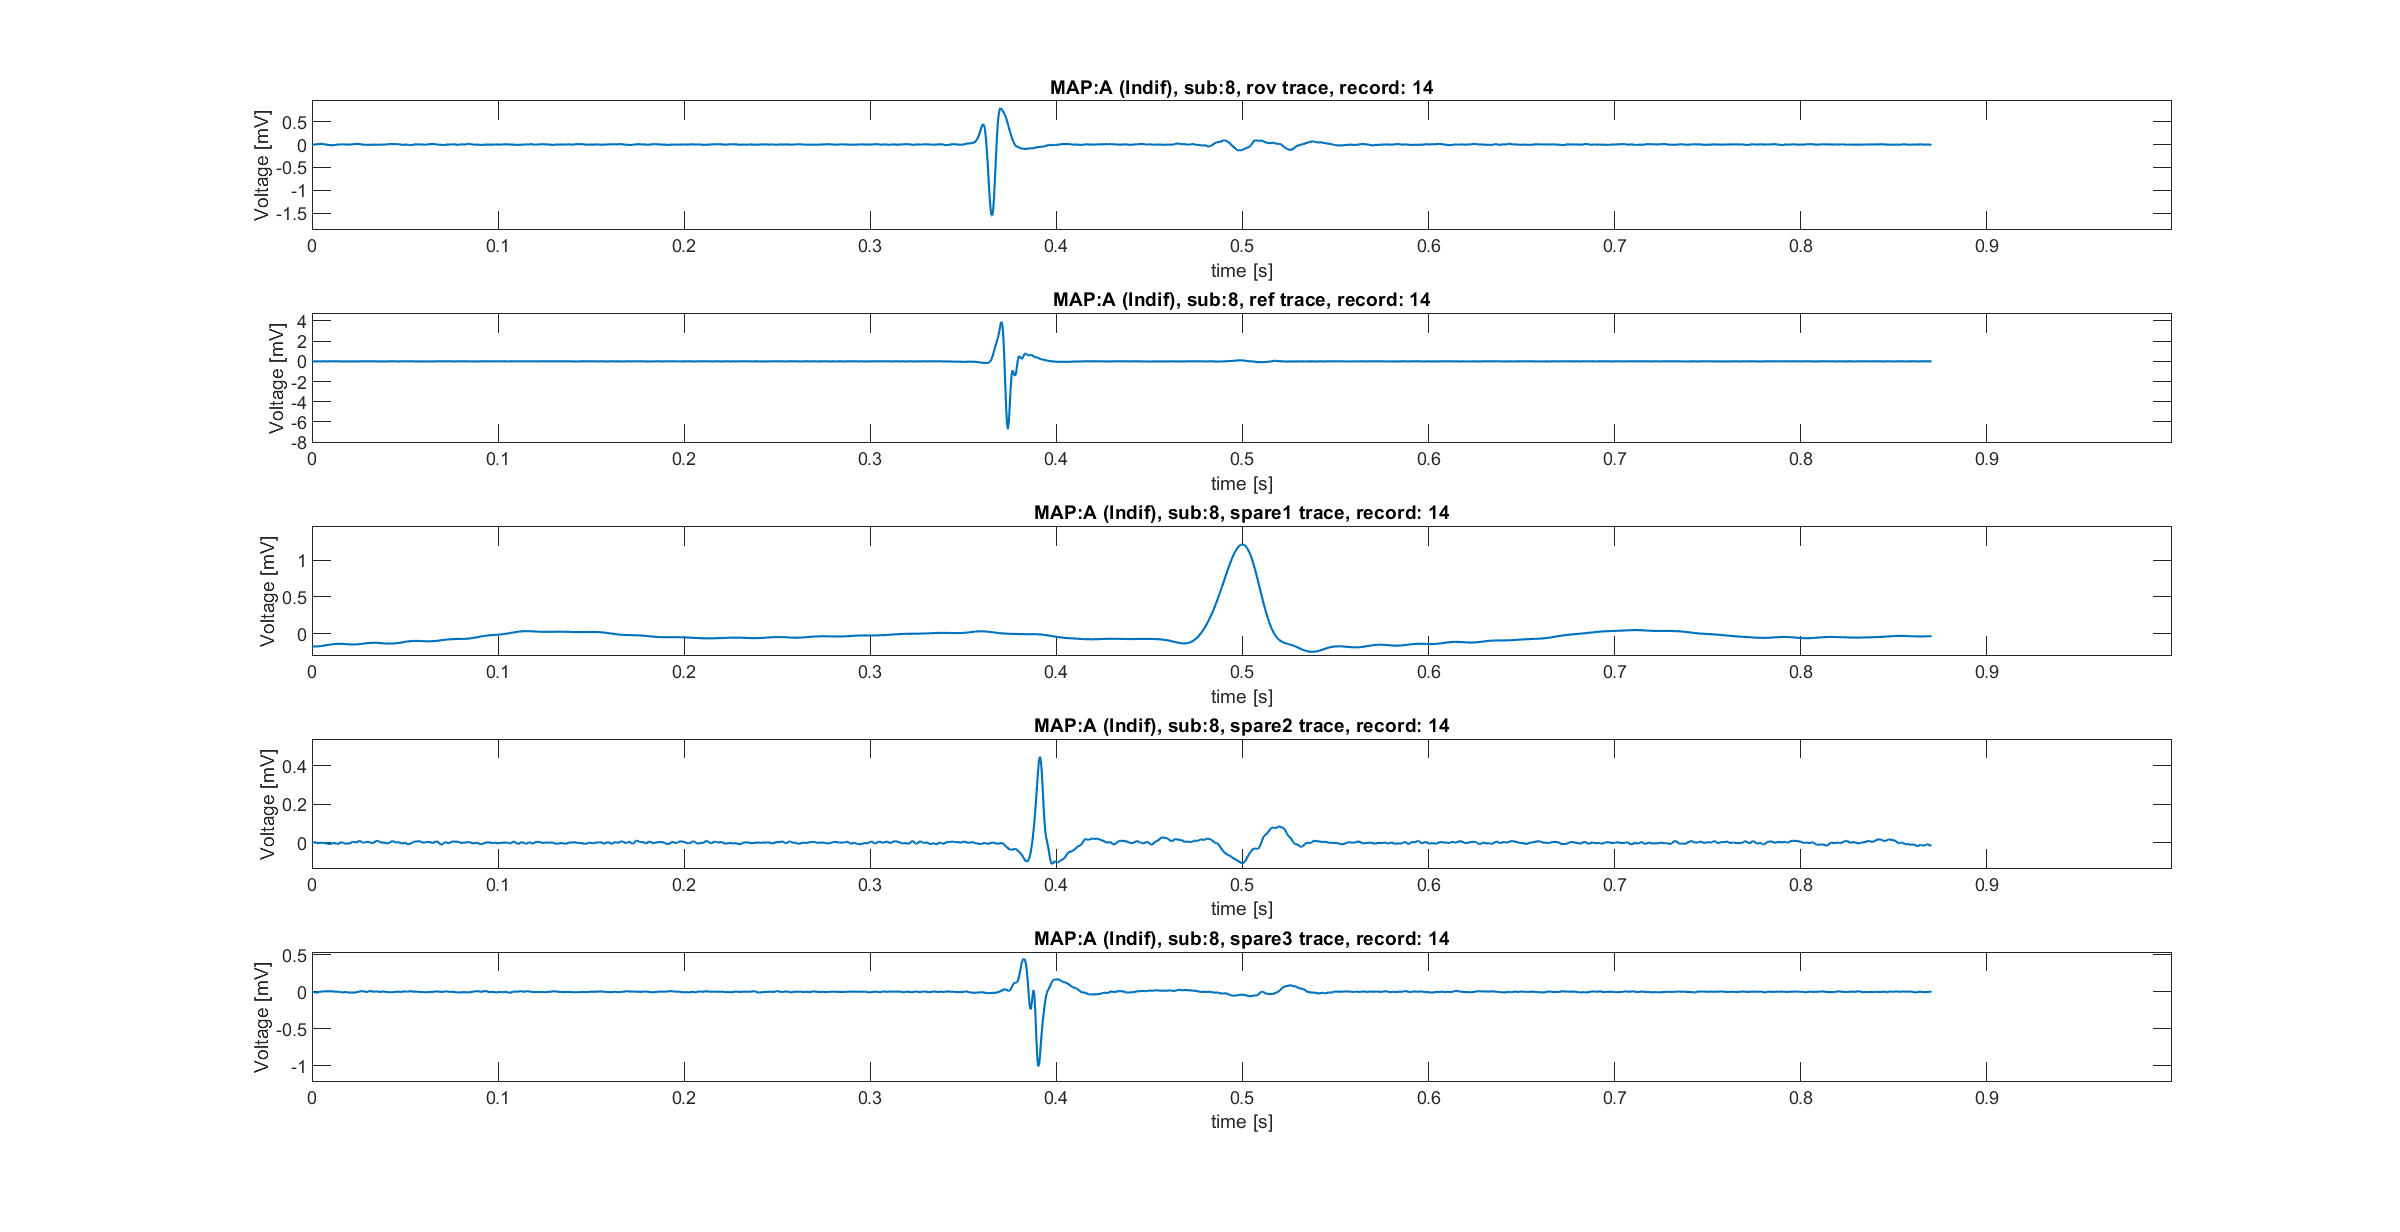 MAP:A (Indif), sub:8, rov trace, record: 14
Voltage [mV]
0.5
0
-0.5
-1
-1.5
0 0.1 0.2 0.3 0.4 0.5 0.6 0.7 0.8 0.9
time [s]
MAP:A (Indif), sub:8, ref trace, record: 14
Voltage [mV]
4
2
0
-2
-4
-6
-8
0 0.1 0.2 0.3 0.4 0.5 0.6 0.7 0.8 0.9
time [s]
MAP:A (Indif), sub:8, spare1 trace, record: 14
Voltage [mV]
1
0.5
0
0 0.1 0.2 0.3 0.4 0.5 0.6 0.7 0.8 0.9
time [s]
MAP:A (Indif), sub:8, spare2 trace, record: 14
Voltage [mV]
0.4
0.2
0
0 0.1 0.2 0.3 0.4 0.5 0.6 0.7 0.8 0.9
time [s]
MAP:A (Indif), sub:8, spare3 trace, record: 14
Voltage [mV]
0.5
0
-0.5
-1
0 0.1 0.2 0.3 0.4 0.5 0.6 0.7 0.8 0.9
time [s]